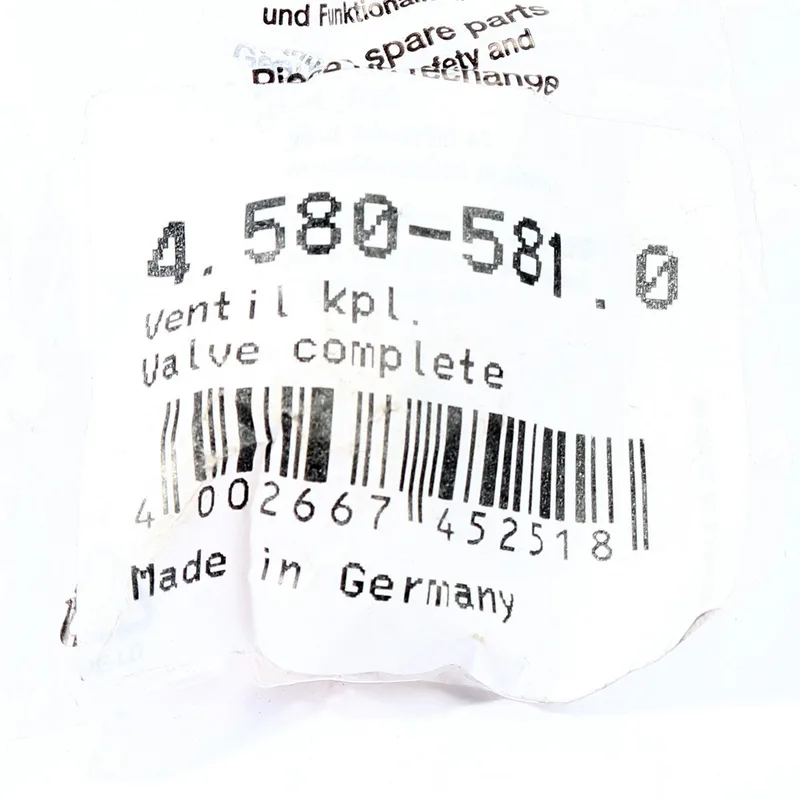 und Funktiona
spare parts
safety and
4.580-581.0
Ventil kpl.
Valve complete
4 002667 452518
Made in Germany